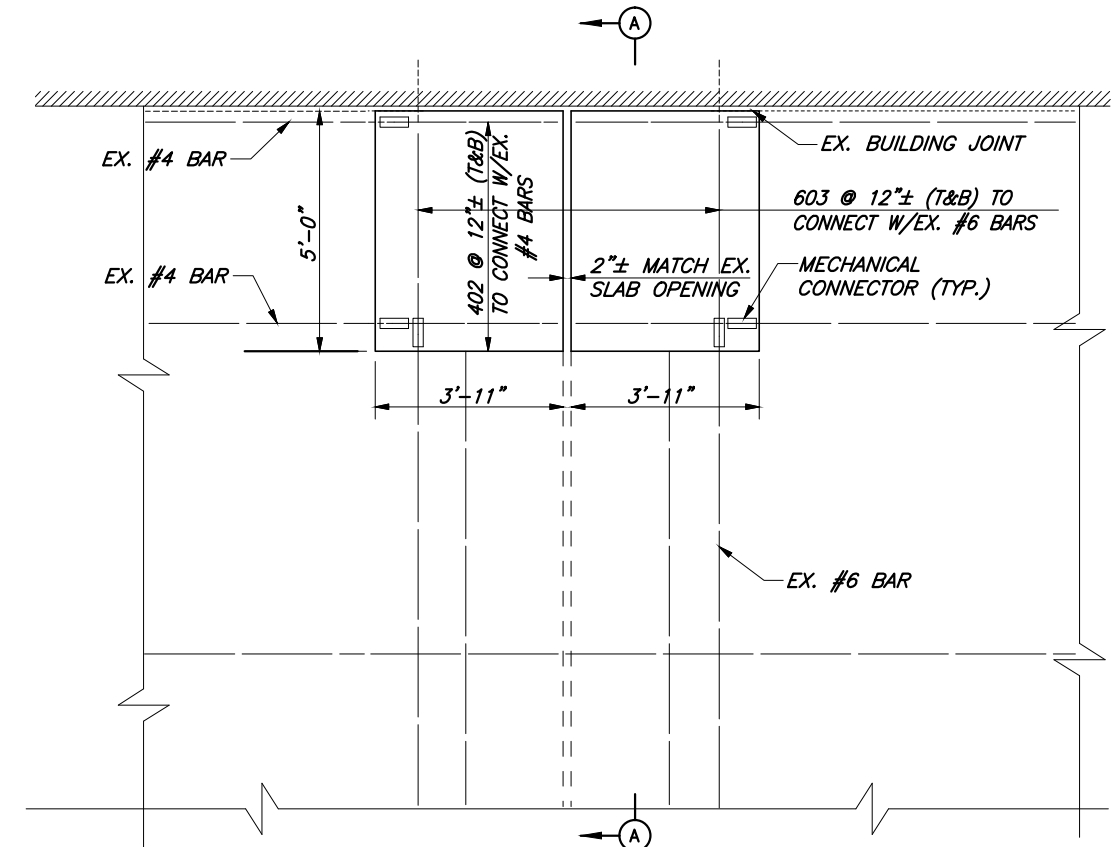 A
EX. #4 BAR
EX. BUILDING JOINT
5'-0"
402 @ 12"± (T&B)
TO CONNECT W/EX.
#4 BARS
603 @ 12"± (T&B) TO
CONNECT W/EX. #6 BARS
EX. #4 BAR
2"± MATCH EX.
SLAB OPENING
MECHANICAL
CONNECTOR (TYP.)
3'-11"
3'-11"
EX. #6 BAR
A